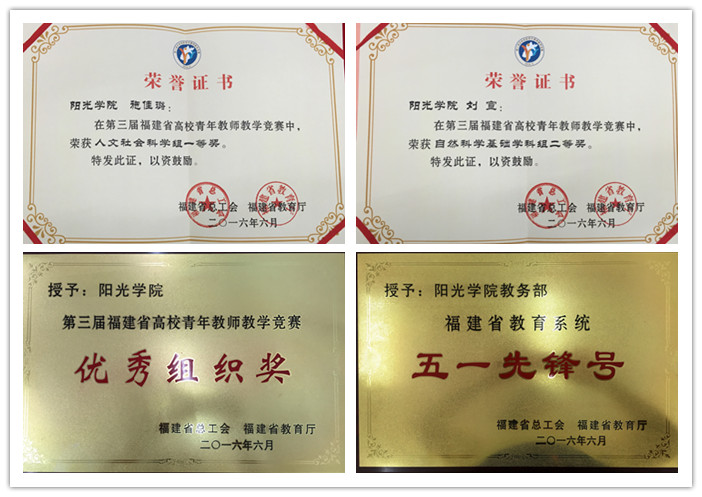 荣誉证书
阳光学院 施佳璐：
在第三届福建省高校青年教师教学竞赛中，
荣获人文社会科学组一等奖。
特发此证，以资鼓励。
福建省总工会 福建省教育厅
二〇一六年六月
荣誉证书
阳光学院 刘宣：
在第三届福建省高校青年教师教学竞赛中，
荣获自然科学基础学科组二等奖。
特发此证，以资鼓励。
福建省总工会 福建省教育厅
二〇一六年六月
授予：阳光学院
第三届福建省高校青年教师教学竞赛
优秀组织奖
福建省总工会 福建省教育厅
二〇一六年六月
授予：阳光学院教务部
福建省教育系统
五一先锋号
福建省总工会 福建省教育厅
二〇一六年六月